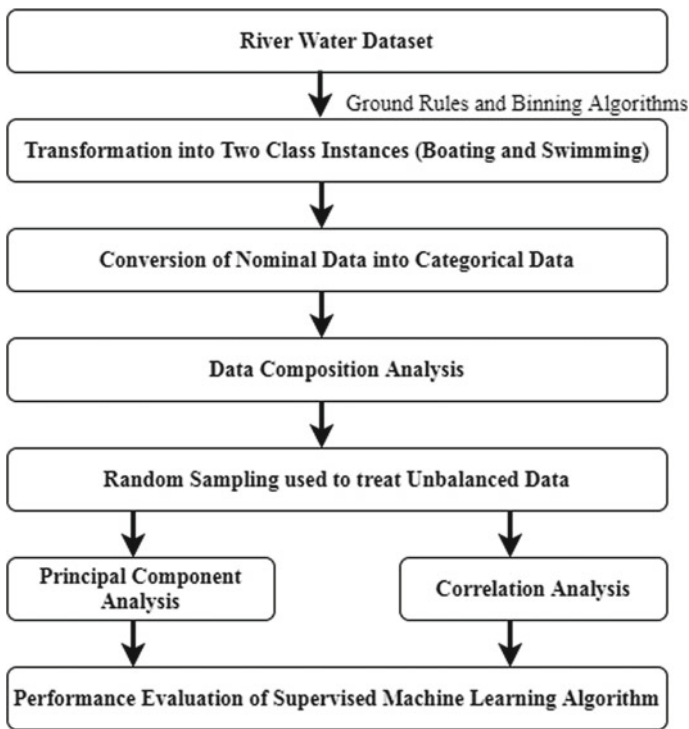 River Water Dataset
Ground Rules and Binning Algorithms
Transformation into Two Class Instances (Boating and Swimming)
Conversion of Nominal Data into Categorical Data
Data Composition Analysis
Random Sampling used to treat Unbalanced Data
Principal Component
Analysis
Correlation Analysis
Performance Evaluation of Supervised Machine Learning Algorithm